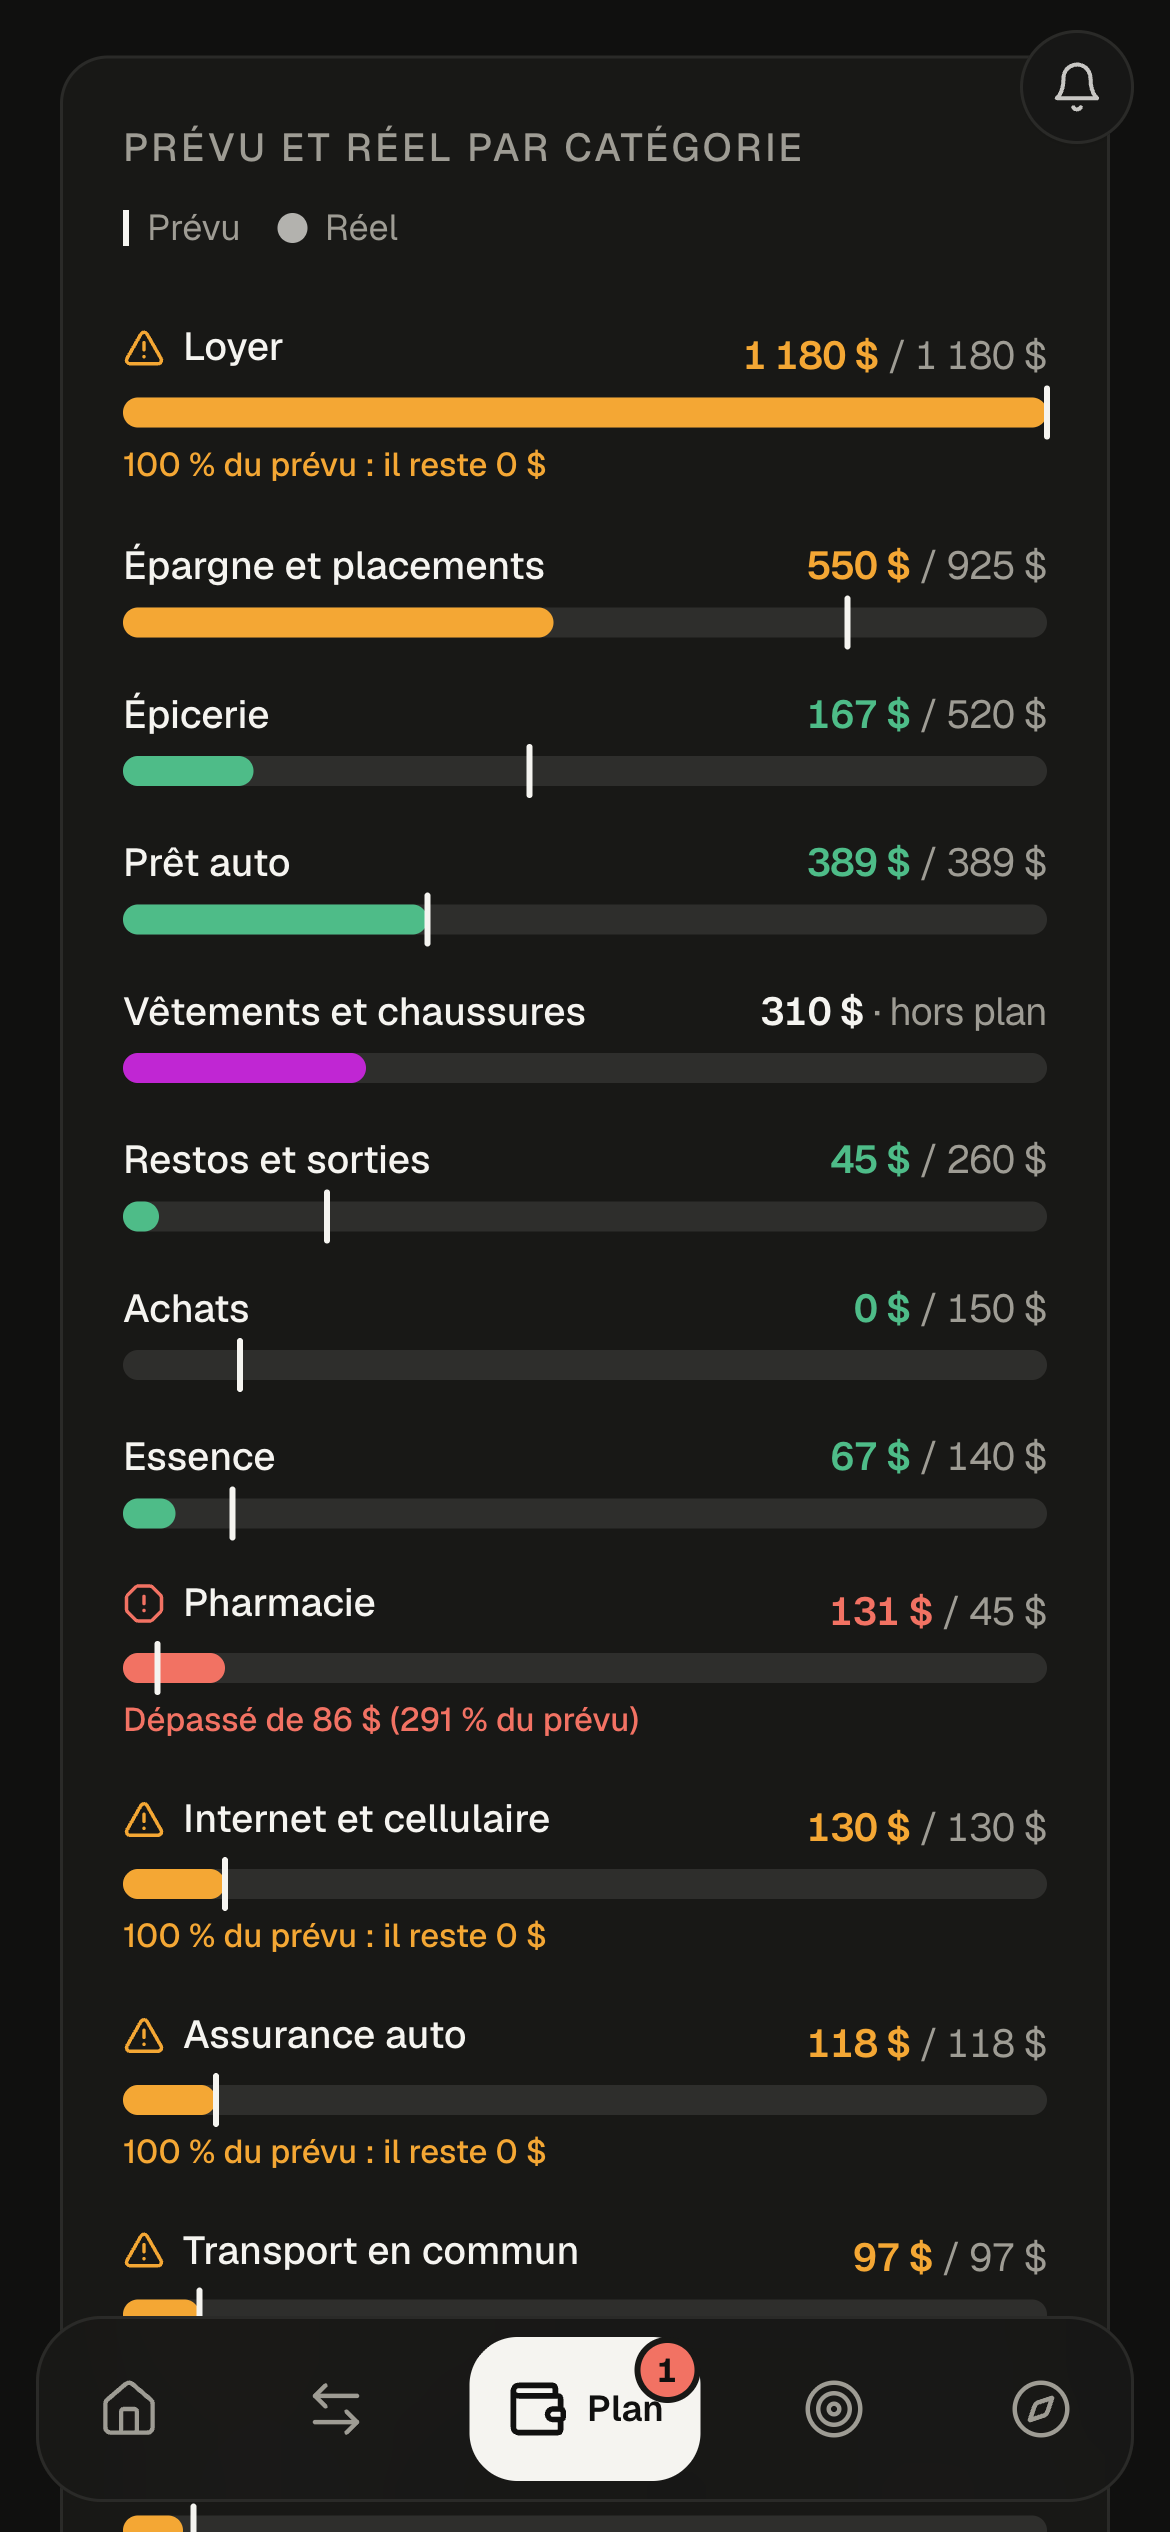 PRÉVU ET RÉEL PAR CATÉGORIE
Prévu Réel
Loyer 1 180 $ / 1 180 $
100 % du prévu : il reste 0 $
Épargne et placements 550 $ / 925 $
Épicerie 167 $ / 520 $
Prêt auto 389 $ / 389 $
Vêtements et chaussures 310 $ · hors plan
Restos et sorties 45 $ / 260 $
Achats 0 $ / 150 $
Essence 67 $ / 140 $
Pharmacie 131 $ / 45 $
Dépassé de 86 $ (291 % du prévu)
Internet et cellulaire 130 $ / 130 $
100 % du prévu : il reste 0 $
Assurance auto 118 $ / 118 $
100 % du prévu : il reste 0 $
Transport en commun 97 $ / 97 $
1
Plan